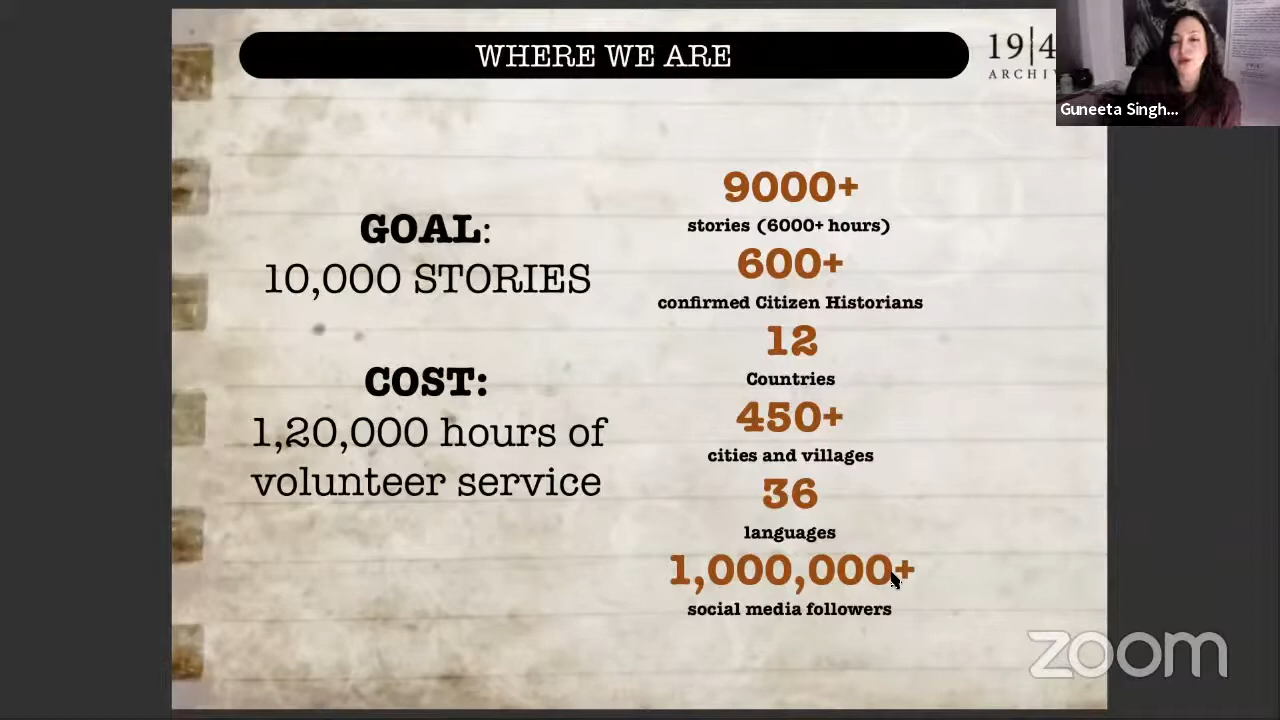 WHERE WE ARE
19|4
ARCHI
Guneeta Singh...
GOAL:
10,000 STORIES
COST:
1,20,000 hours of
volunteer service
9000+
stories (6000+ hours)
600+
confirmed Citizen Historians
12
Countries
450+
cities and villages
36
languages
1,000,000+
social media followers
zoom